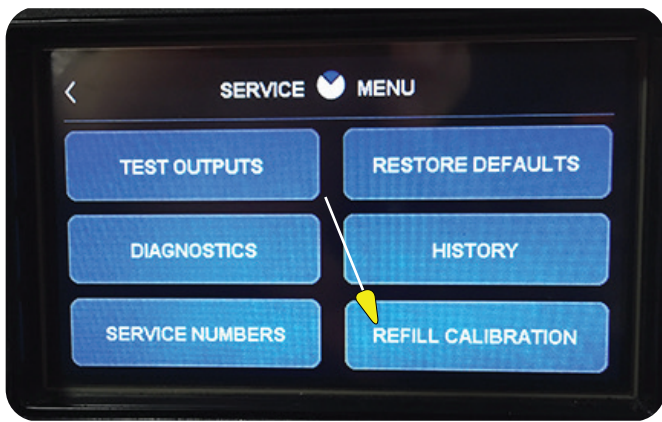 SERVICE MENU
TEST OUTPUTS
RESTORE DEFAULTS
DIAGNOSTICS
HISTORY
SERVICE NUMBERS
REFILL CALIBRATION